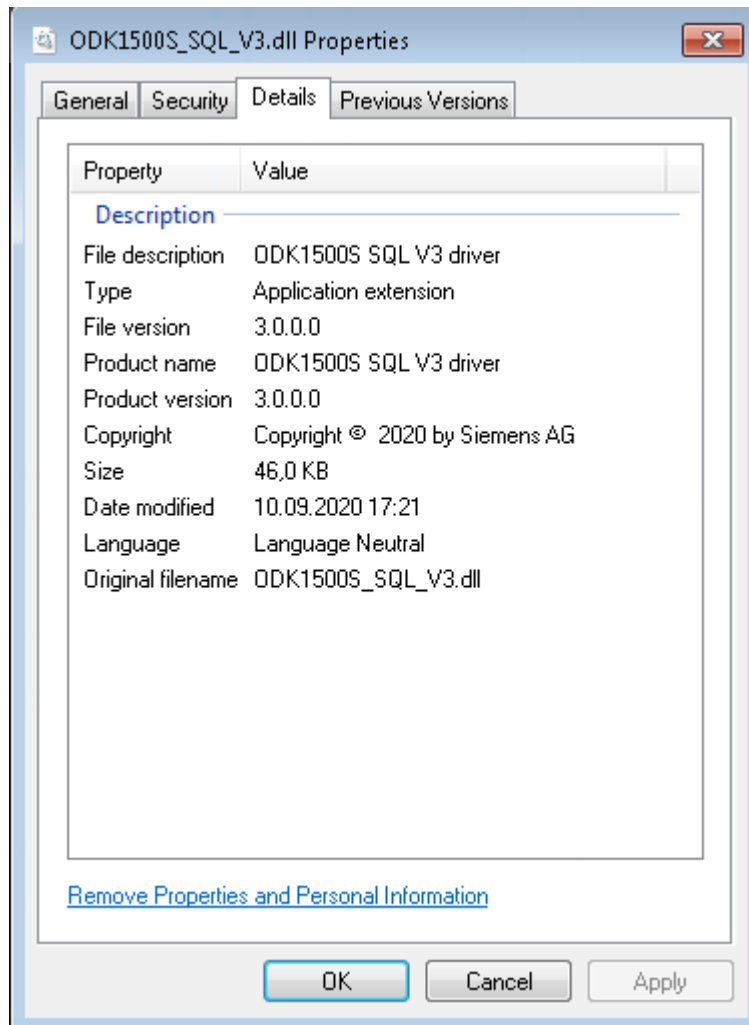 ODK1500S_SQL_V3.dll Properties
General Security Details Previous Versions
Property Value
Description
File description ODK1500S SQL V3 driver
Type Application extension
File version 3.0.0.0
Product name ODK1500S SQL V3 driver
Product version 3.0.0.0
Copyright Copyright © 2020 by Siemens AG
Size 46,0 KB
Date modified 10.09.2020 17:21
Language Language Neutral
Original filename ODK1500S_SQL_V3.dll
Remove Properties and Personal Information
OK Cancel Apply